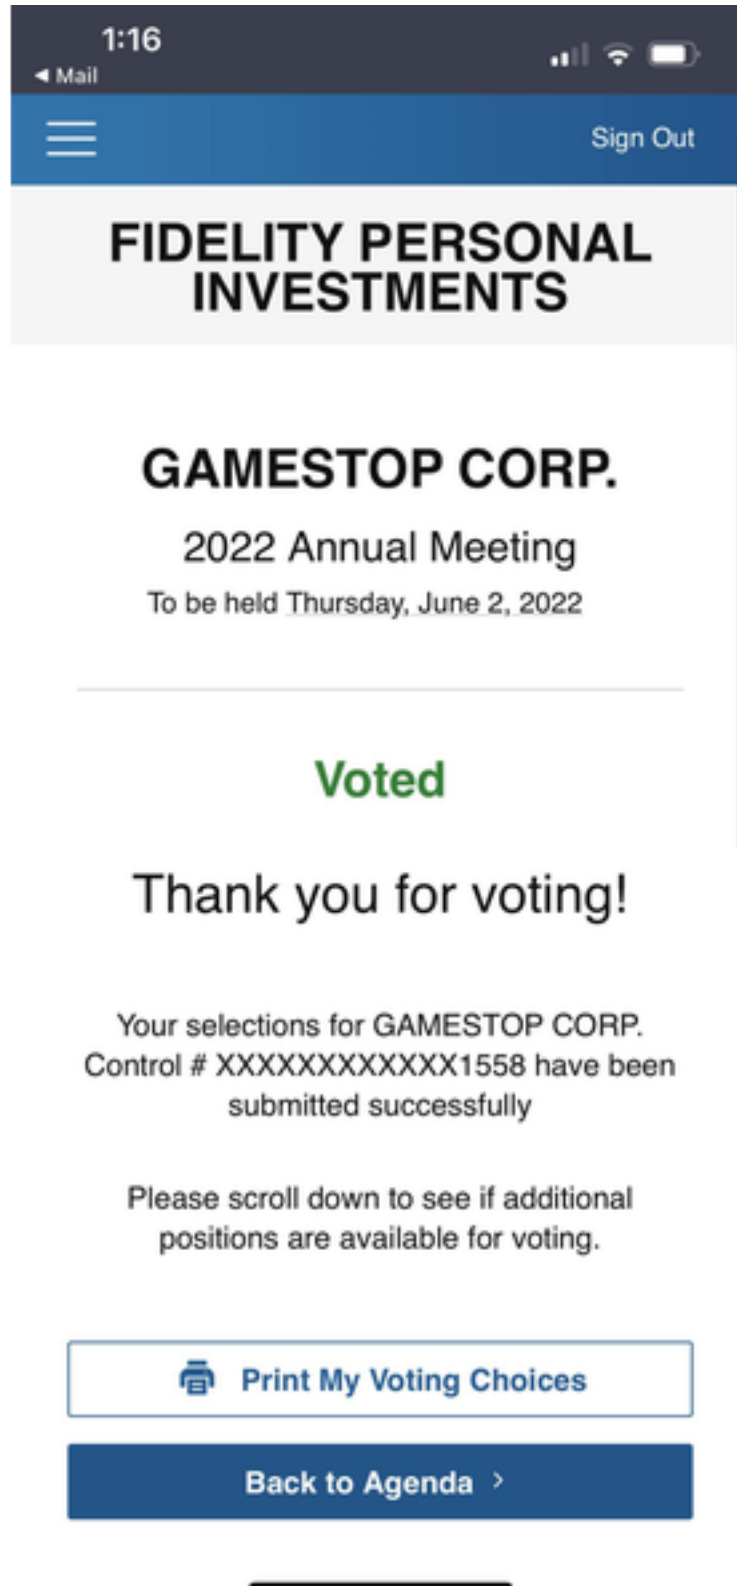 1:16
◀ Mail
Sign Out
FIDELITY PERSONAL
INVESTMENTS
GAMESTOP CORP.
2022 Annual Meeting
To be held Thursday, June 2, 2022
Voted
Thank you for voting!
Your selections for GAMESTOP CORP.
Control # XXXXXXXXXXXX1558 have been
submitted successfully
Please scroll down to see if additional
positions are available for voting.
Print My Voting Choices
Back to Agenda >